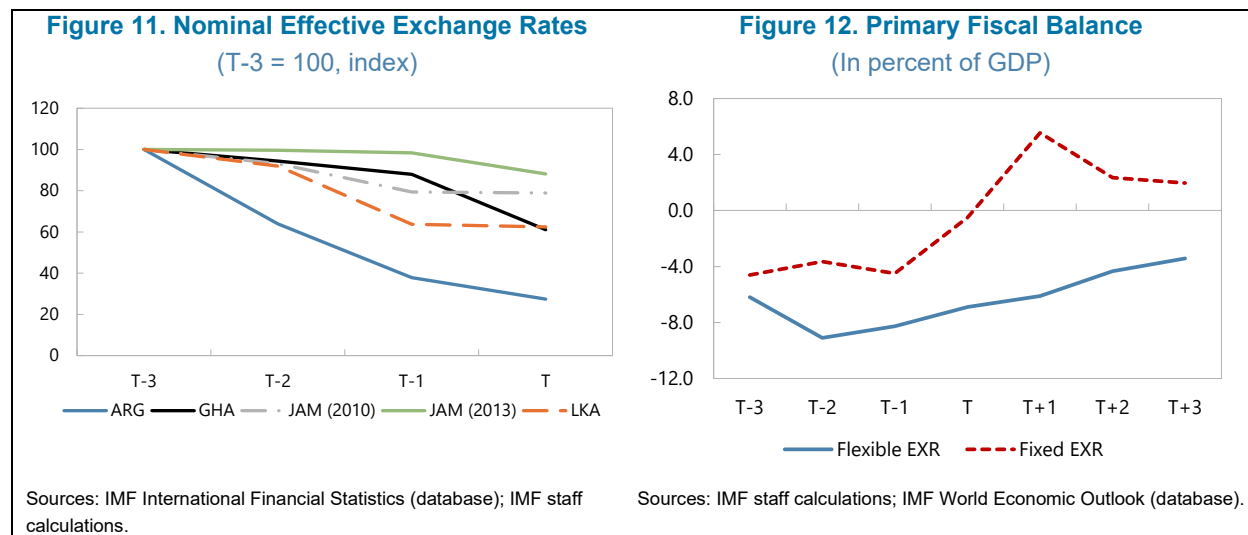 Figure 11. Nominal Effective Exchange Rates
(T-3 = 100, index)
120
100
80
60
40
20
0
T-3 T-2 T-1 T
ARG GHA JAM (2010) JAM (2013) LKA
Sources: IMF International Financial Statistics (database); IMF staff
calculations.
Figure 12. Primary Fiscal Balance
(In percent of GDP)
8.0
4.0
0.0
-4.0
-8.0
-12.0
T-3 T-2 T-1 T T+1 T+2 T+3
Flexible EXR Fixed EXR
Sources: IMF staff calculations; IMF World Economic Outlook (database).